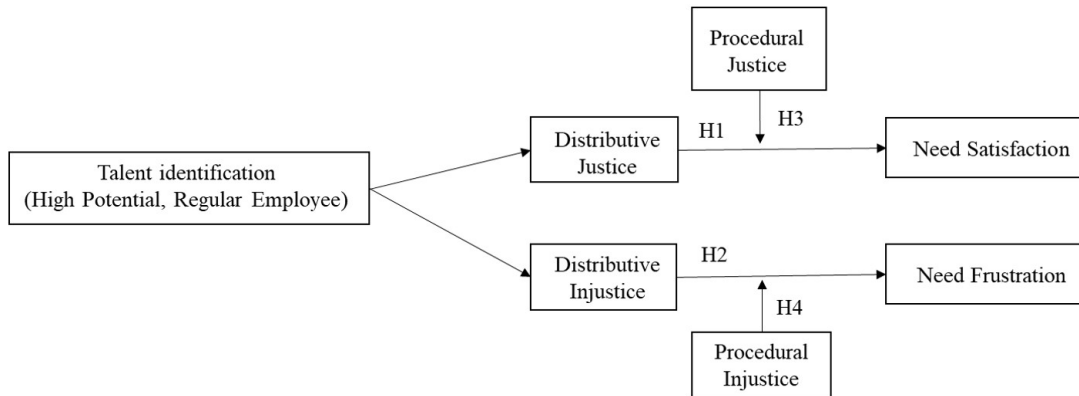 Procedural
Justice
H1
H3
Distributive
Justice
Need Satisfaction
Talent identification
(High Potential, Regular Employee)
Distributive
Injustice
H2
Need Frustration
H4
Procedural
Injustice